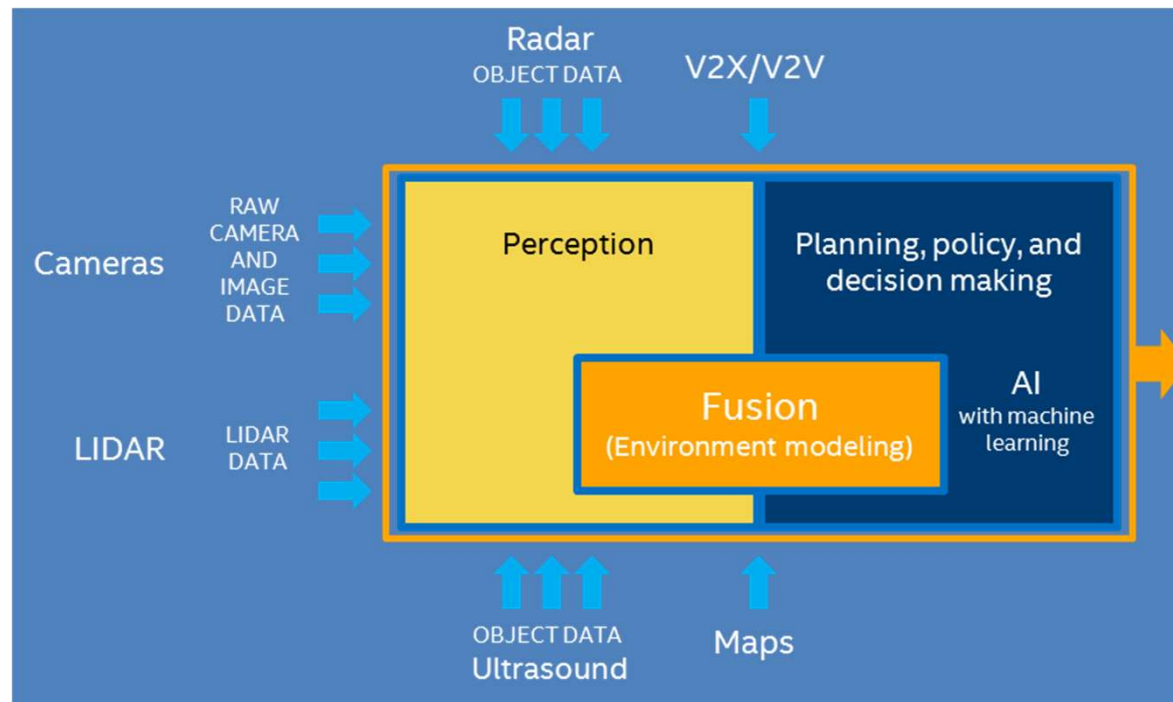 Radar
OBJECT DATA
V2X/V2V
Cameras
RAW
CAMERA
AND
IMAGE
DATA
Perception
Planning, policy, and
decision making
LIDAR
LIDAR
DATA
Fusion
(Environment modeling)
AI
with machine
learning
OBJECT DATA
Ultrasound
Maps